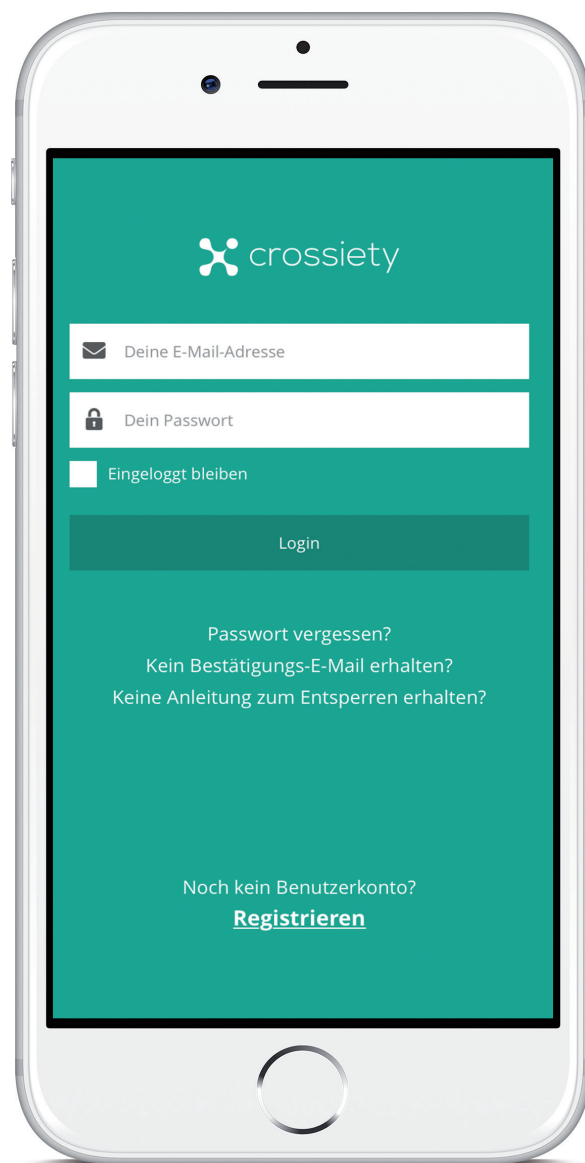 crossiety
Deine E-Mail-Adresse
Dein Passwort
Eingeloggt bleiben
Login
Passwort vergessen?
Kein Bestätigungs-E-Mail erhalten?
Keine Anleitung zum Entsperren erhalten?
Noch kein Benutzerkonto?
Registrieren